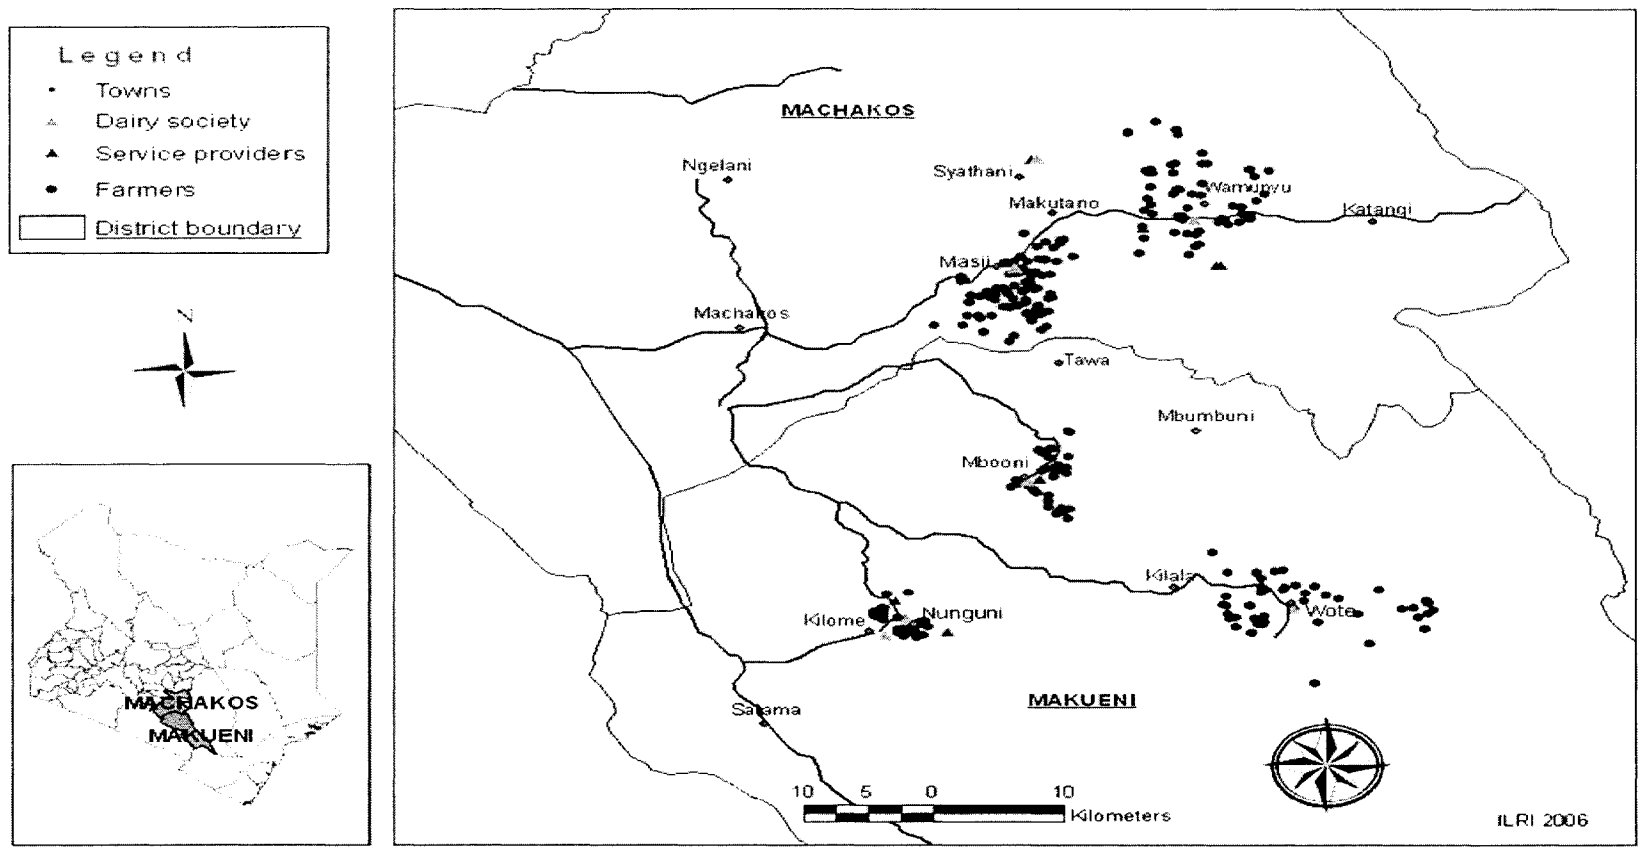 Legend
Towns
Dairy society
Service providers
Farmers
District boundary
N
MACHAKOS
MAKUENI
MACHAKOS
Ngelani
Syathani
Wamunyu
Makutano
Katangi
Masii
Machakos
Tawa
Mbumbuni
Mbooni
Kilala
Kilome
Nunguni
Wote
MAKUENI
Salama
10 5 0 10
Kilometers
ILRI 2006